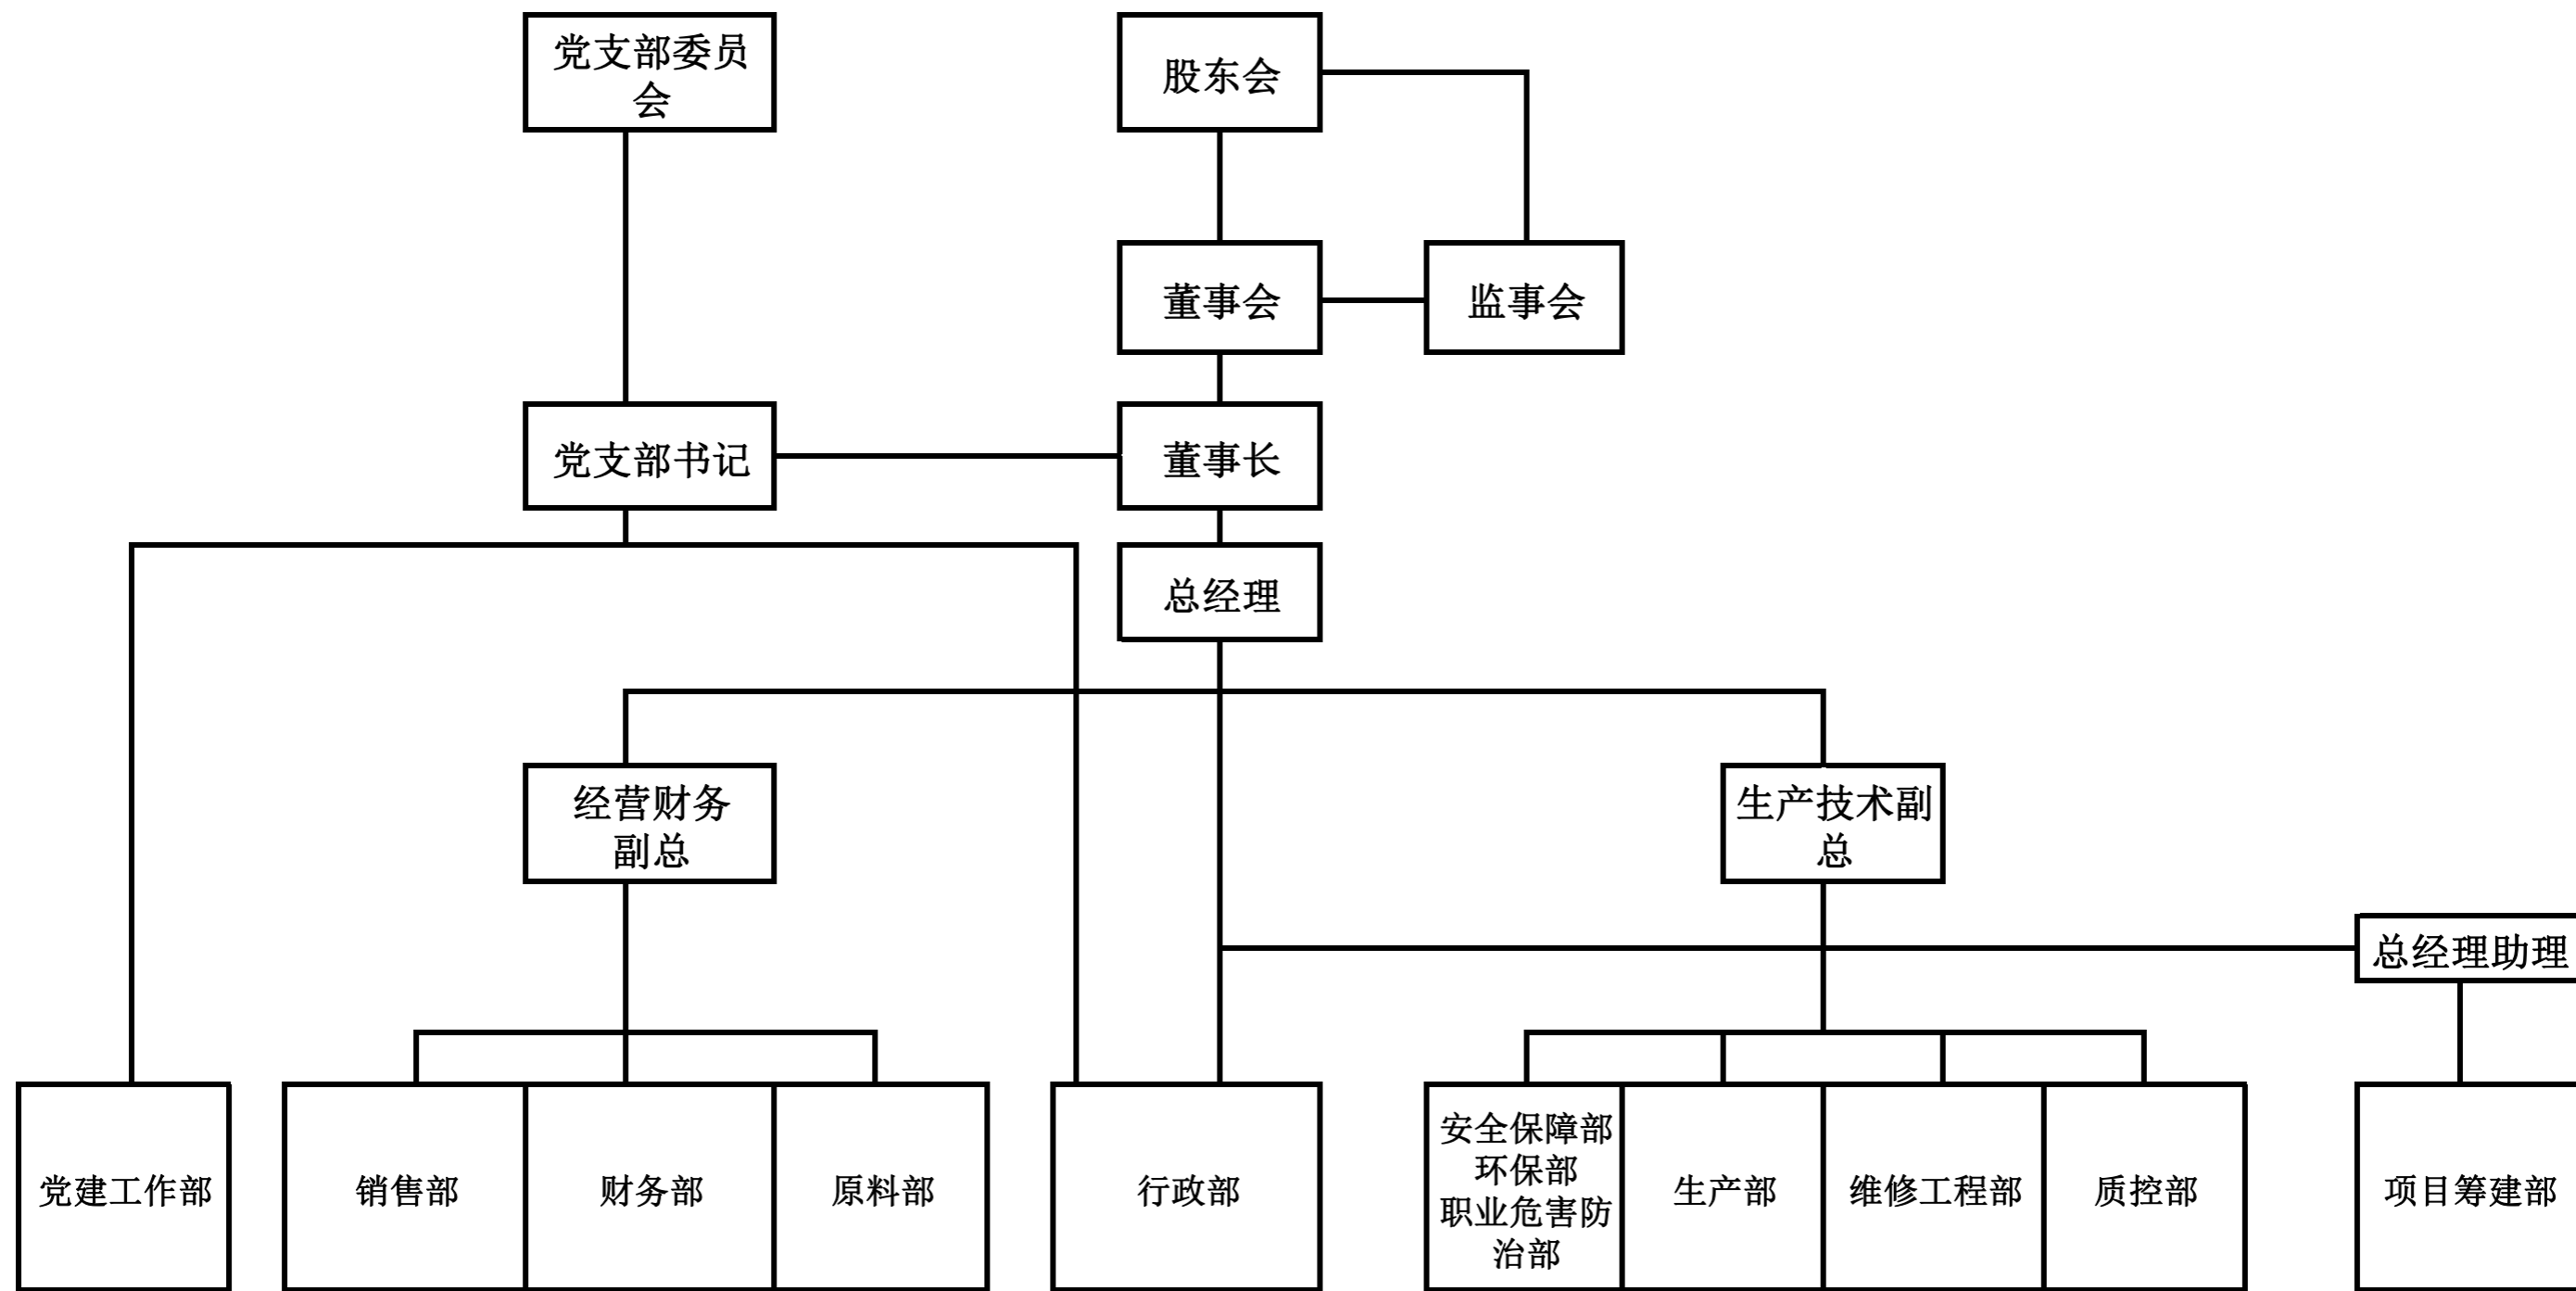 党支部委员
会
股东会
董事会
监事会
党支部书记
董事长
总经理
经营财务
副总
生产技术副
总
总经理助理
党建工作部
销售部
财务部
原料部
行政部
安全保障部
环保部
职业危害防
治部
生产部
维修工程部
质控部
项目筹建部